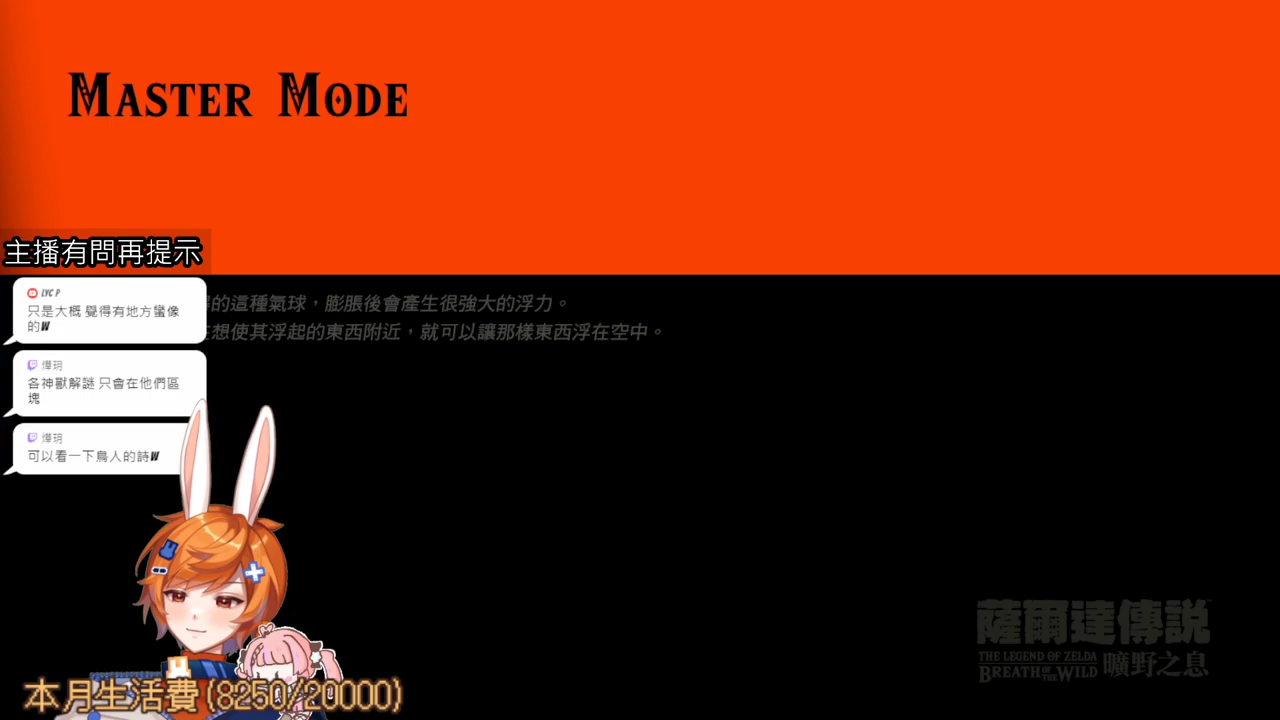 MASTER MODE
主播有問再提示
LYC P
只是大概 覺得有地方蠻像
的W
的這種氣球，膨脹後會產生很強大的浮力。
想使其浮起的東西附近，就可以讓那樣東西浮在空中。
燁玥
各神獸解謎 只會在他們區
塊
燁玥
可以看一下鳥人的詩W
薩爾達傳說
THE LEGEND OF ZELDA
BREATH OF THE WILD 曠野之息
本月生活費(8250/20000)